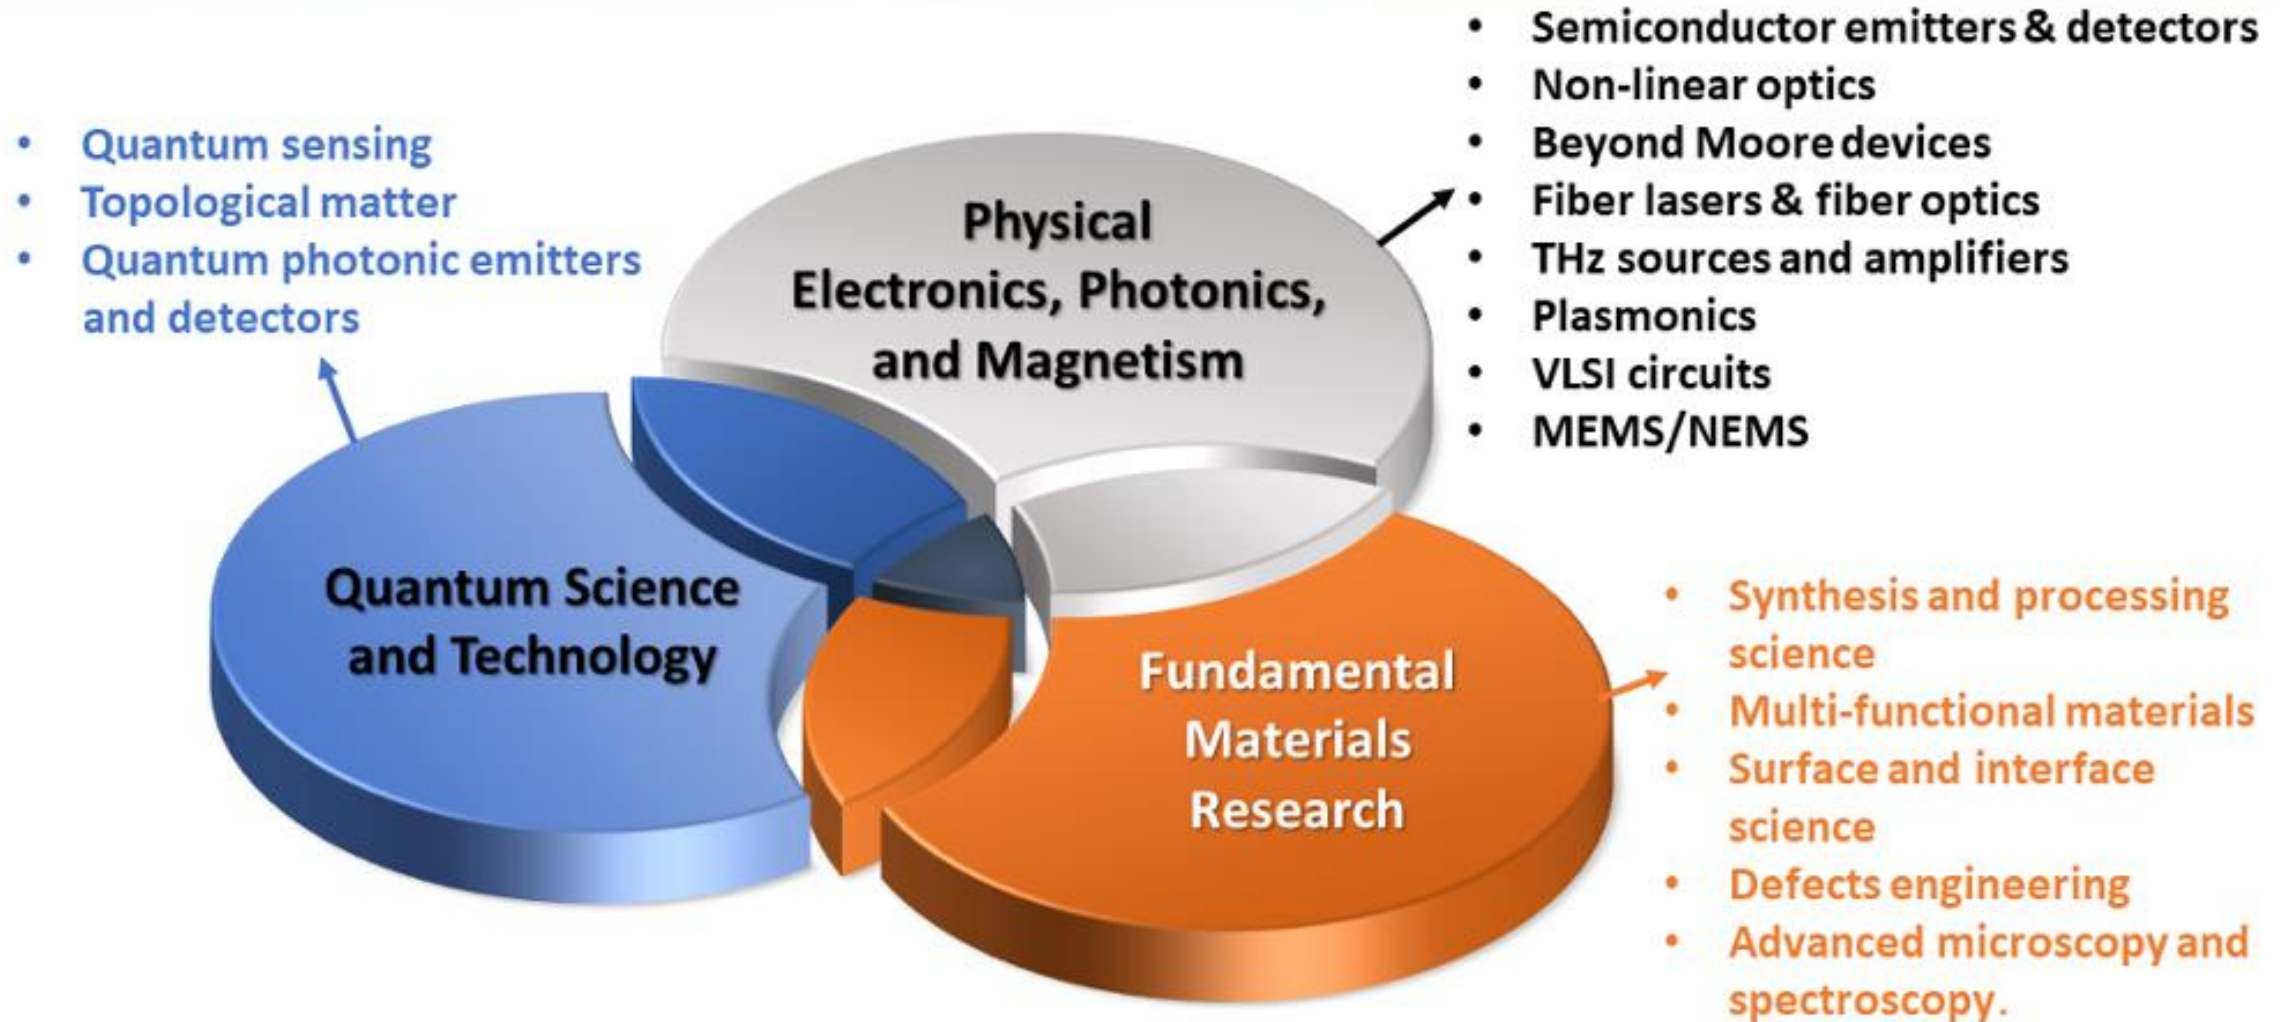 • Semiconductor emitters & detectors
• Non-linear optics
• Beyond Moore devices
• Fiber lasers & fiber optics
• THz sources and amplifiers
• Plasmonics
• VLSI circuits
• MEMS/NEMS
• Quantum sensing
• Topological matter
• Quantum photonic emitters
and detectors
Physical
Electronics, Photonics,
and Magnetism
Quantum Science
and Technology
Fundamental
Materials
Research
• Synthesis and processing
science
• Multi-functional materials
• Surface and interface
science
• Defects engineering
• Advanced microscopy and
spectroscopy.